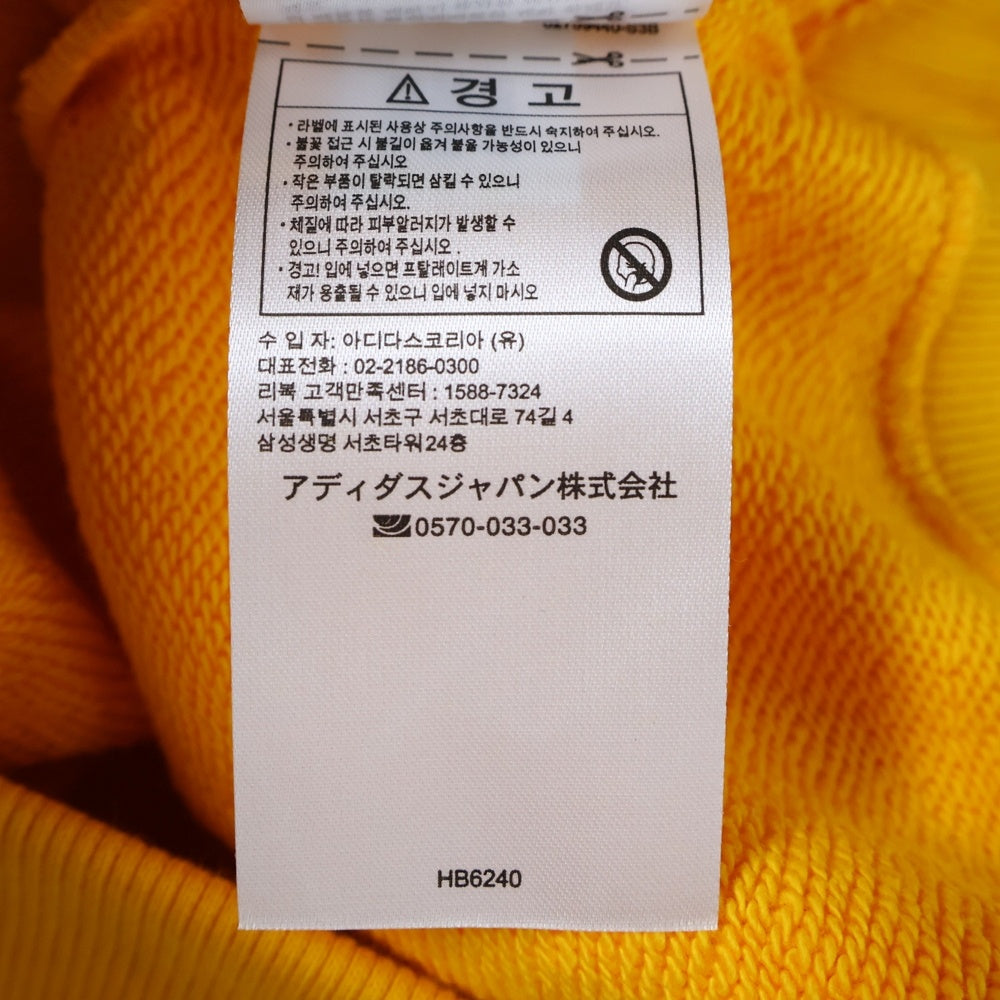 경 고
· 라벨에 표시된 사용상 주의사항을 반드시 숙지하여 주십시오.
· 불꽃 접근 시 불길이 옮겨 붙을 가능성이 있으니
주의하여 주십시오
· 작은 부품이 탈락되면 삼킬 수 있으니
주의하여 주십시오.
· 체질에 따라 피부알러지가 발생할 수
있으니 주의하여 주십시오 .
· 경고! 입에 넣으면 프탈레이트계 가소
재가 용출될 수 있으니 입에 넣지 마시오
수 입 자: 아디다스코리아 (유)
대표전화 : 02-2186-0300
리복 고객만족센터 : 1588-7324
서울특별시 서초구 서초대로 74길 4
삼성생명 서초타워24층
アディダスジャパン株式会社
0570-033-033
HB6240